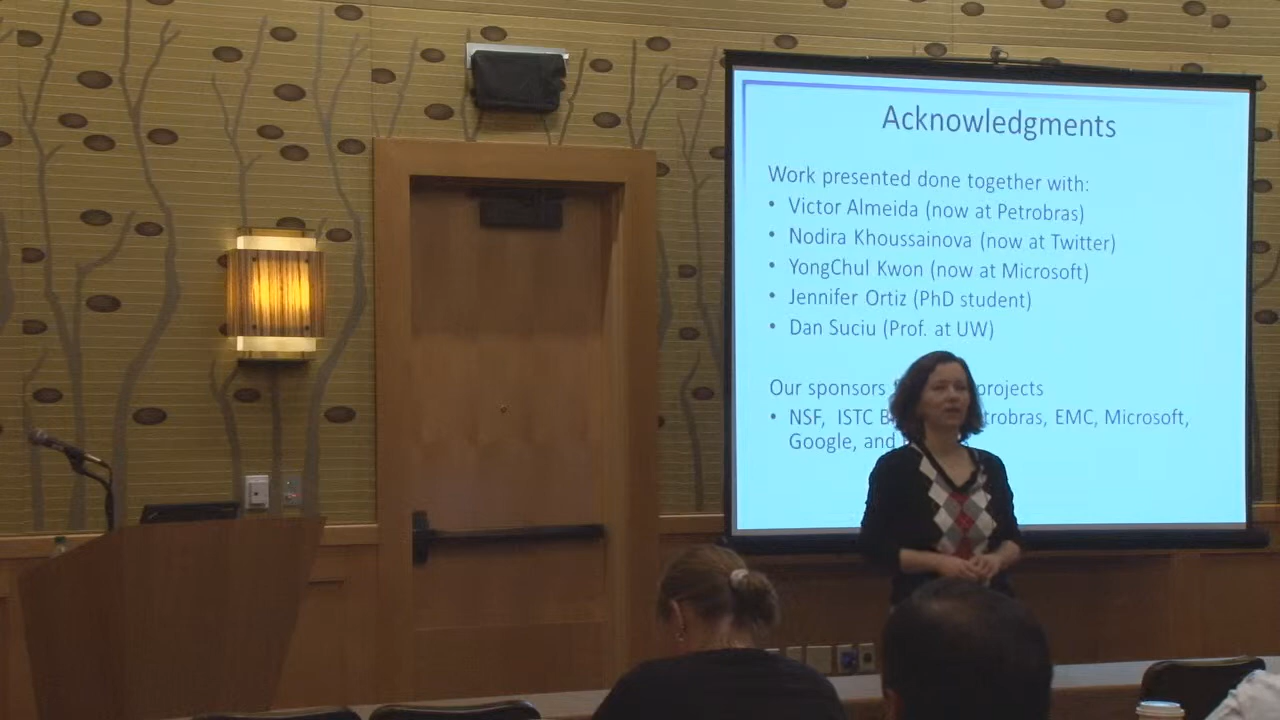 Acknowledgments
Work presented done together with:
• Victor Almeida (now at Petrobras)
• Nodira Khoussainova (now at Twitter)
• YongChul Kwon (now at Microsoft)
• Jennifer Ortiz (PhD student)
• Dan Suciu (Prof. at UW)
Our sponsors projects
• NSF, ISTC EMC, Microsoft,
Google, and